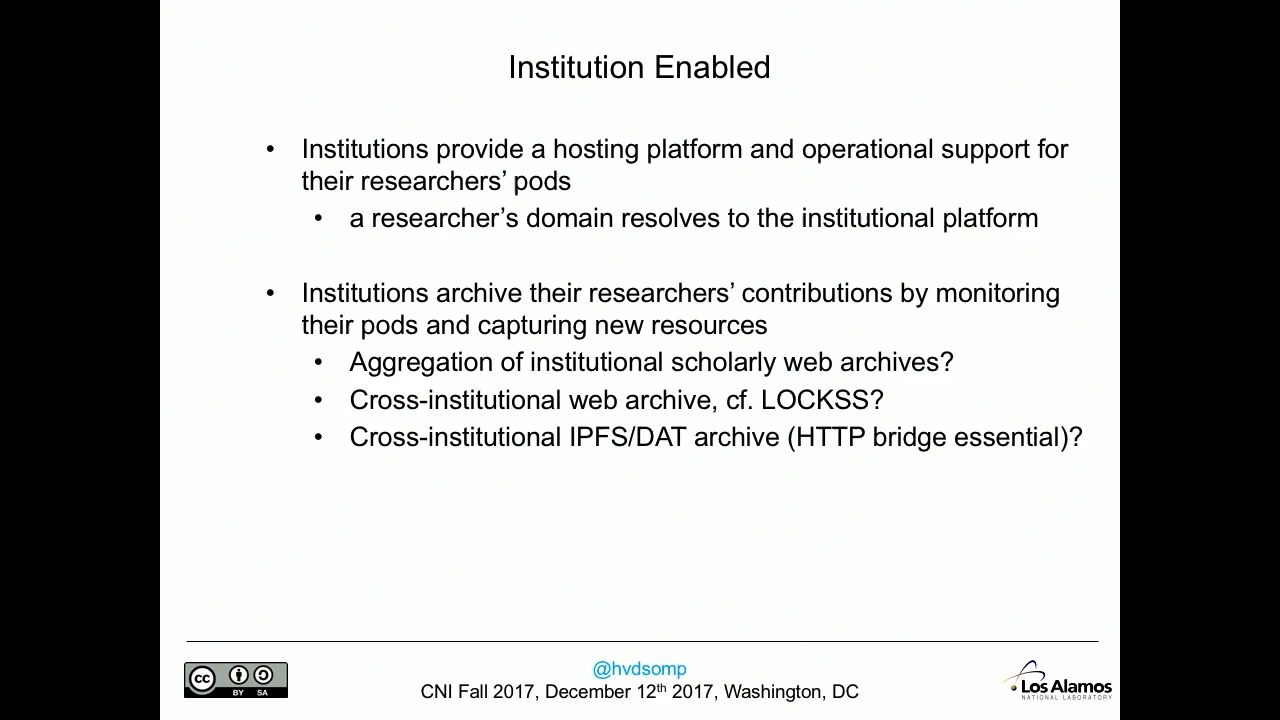 Institution Enabled
• Institutions provide a hosting platform and operational support for
their researchers’ pods
• a researcher’s domain resolves to the institutional platform
• Institutions archive their researchers’ contributions by monitoring
their pods and capturing new resources
• Aggregation of institutional scholarly web archives?
• Cross-institutional web archive, cf. LOCKSS?
• Cross-institutional IPFS/DAT archive (HTTP bridge essential)?
cc
BY SA
@hvdsomp
CNI Fall 2017, December 12th 2017, Washington, DC
Los Alamos
NATIONAL LABORATORY